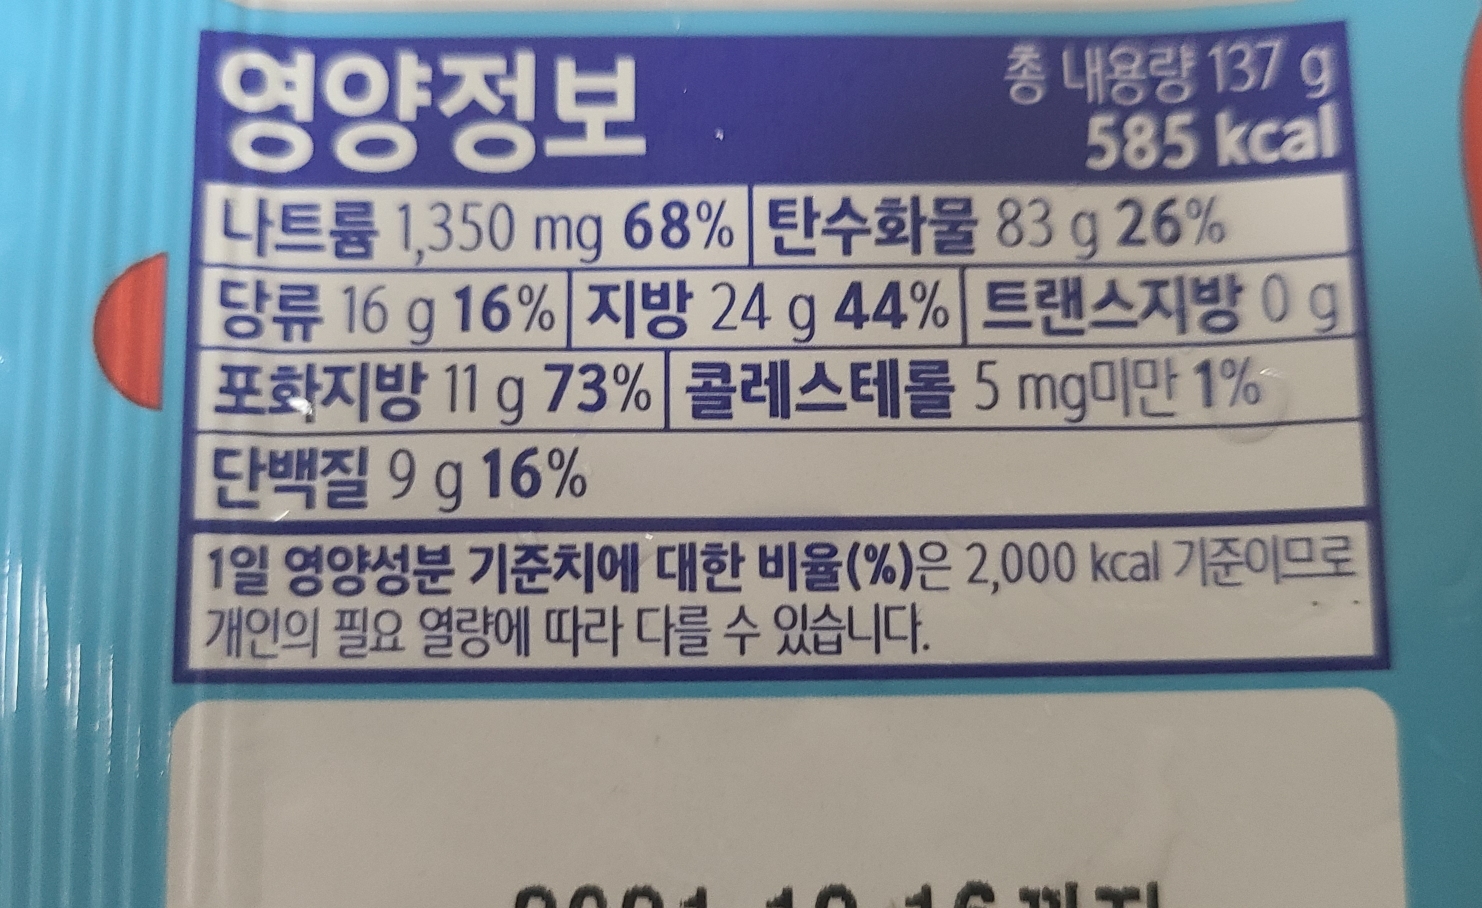 영양정보
총 내용량 137 g
585 kcal
나트륨 1,350 mg 68% 탄수화물 83 g 26%
당류 16 g 16% 지방 24 g 44% 트랜스지방 0 g
포화지방 11 g 73% 콜레스테롤 5 mg미만 1%
단백질 9 g 16%
1일 영양성분 기준치에 대한 비율(%)은 2,000 kcal 기준이므로
개인의 필요 열량에 따라 다를 수 있습니다.